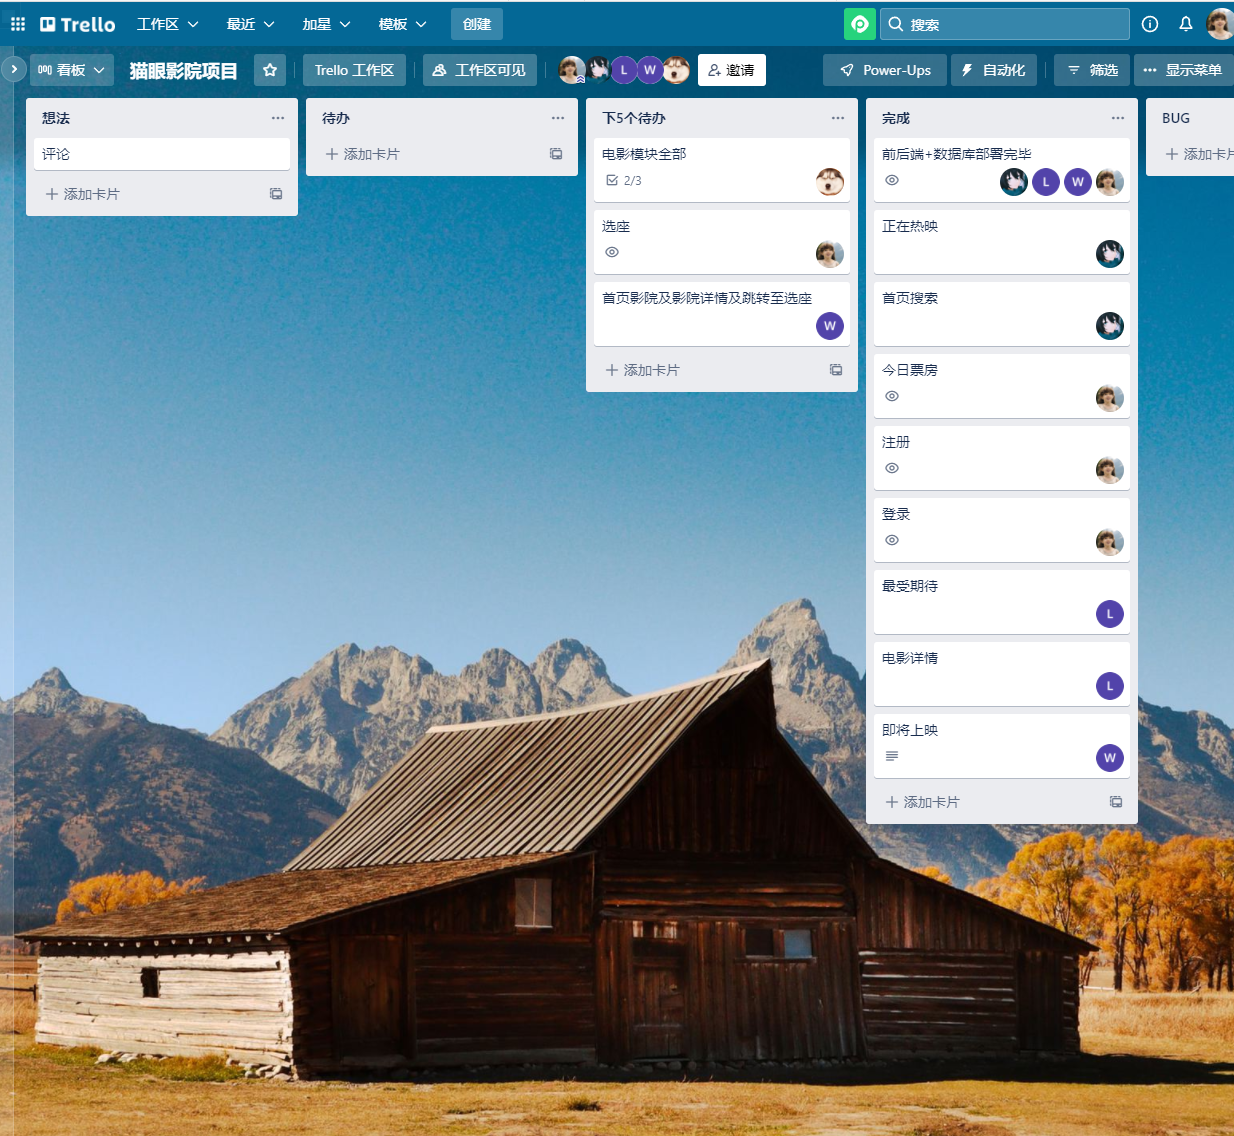 Trello
工作区
最近
加星
模板
创建
搜索
看板
猫眼影院项目
Trello 工作区
工作区可见
L
W
邀请
Power-Ups
自动化
筛选
显示菜单
想法
评论
添加卡片
待办
添加卡片
下5个待办
电影模块全部
2/3
选座
首页影院及影院详情及跳转至选座
W
添加卡片
完成
前后端+数据库部署完毕
L
W
正在热映
首页搜索
今日票房
注册
登录
最受期待
L
电影详情
L
即将上映
W
添加卡片
BUG
添加卡片